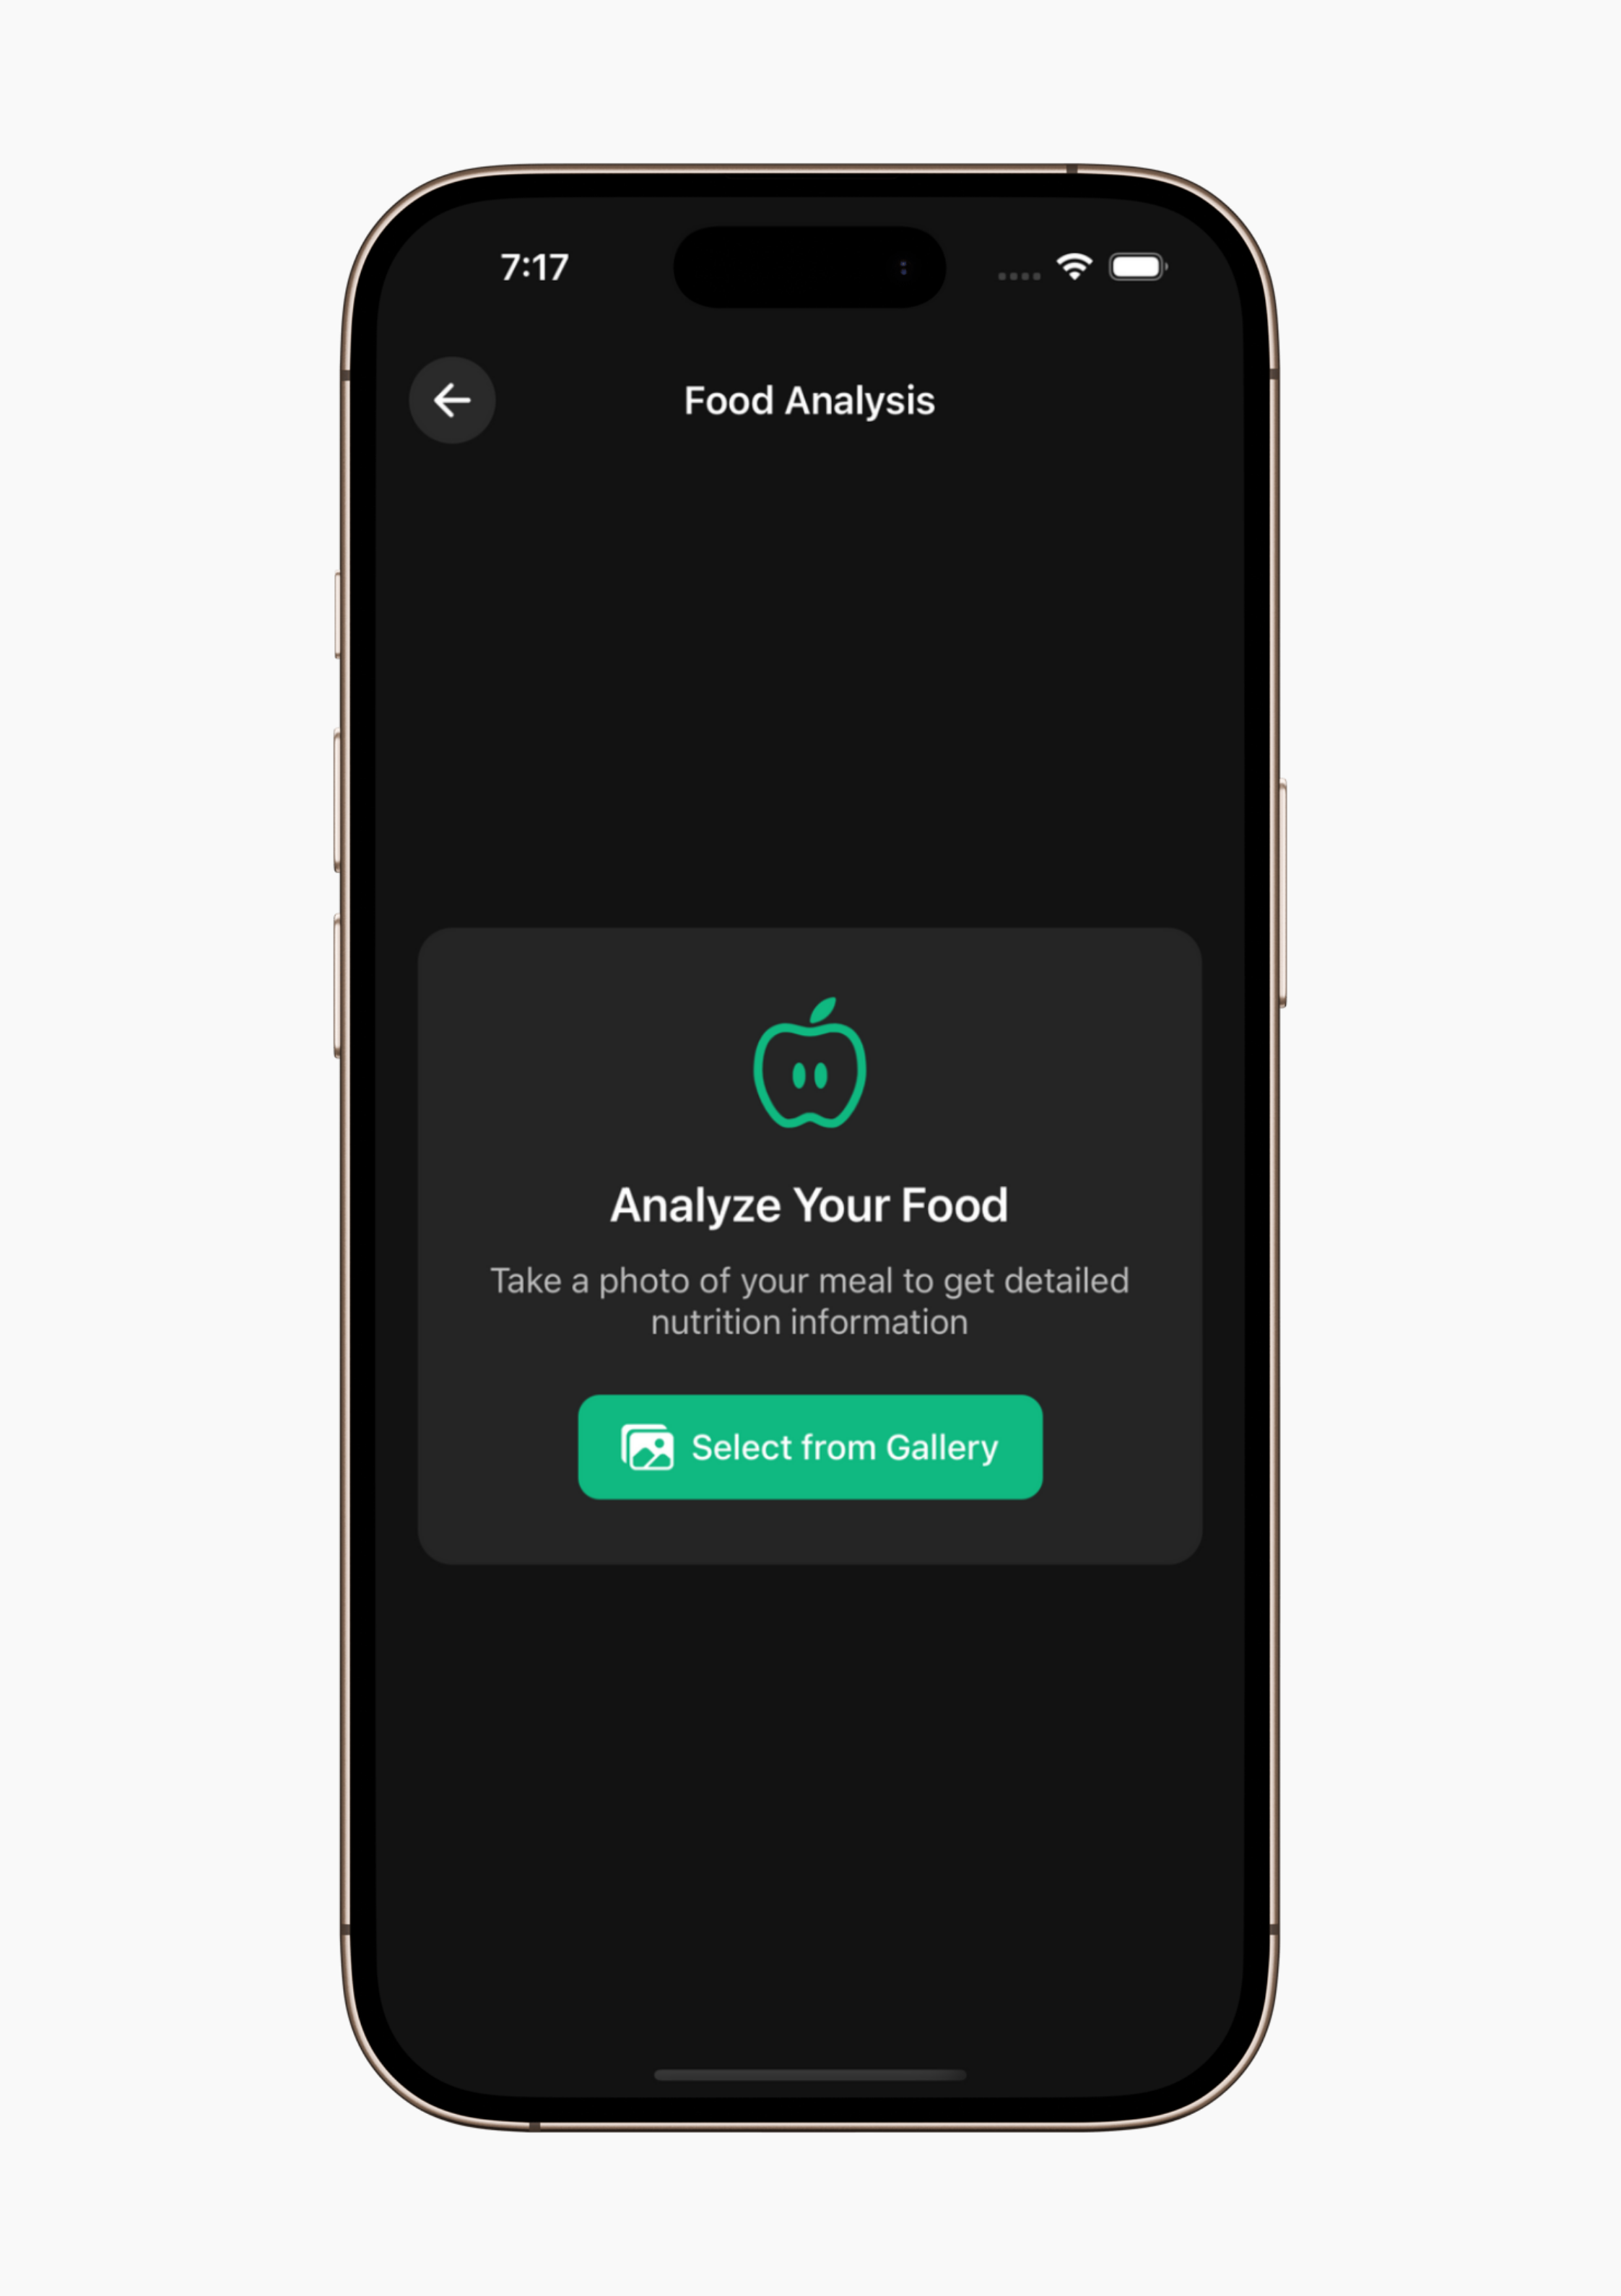 7:17
Food Analysis
Analyze Your Food
Take a photo of your meal to get detailed
nutrition information
Select from Gallery